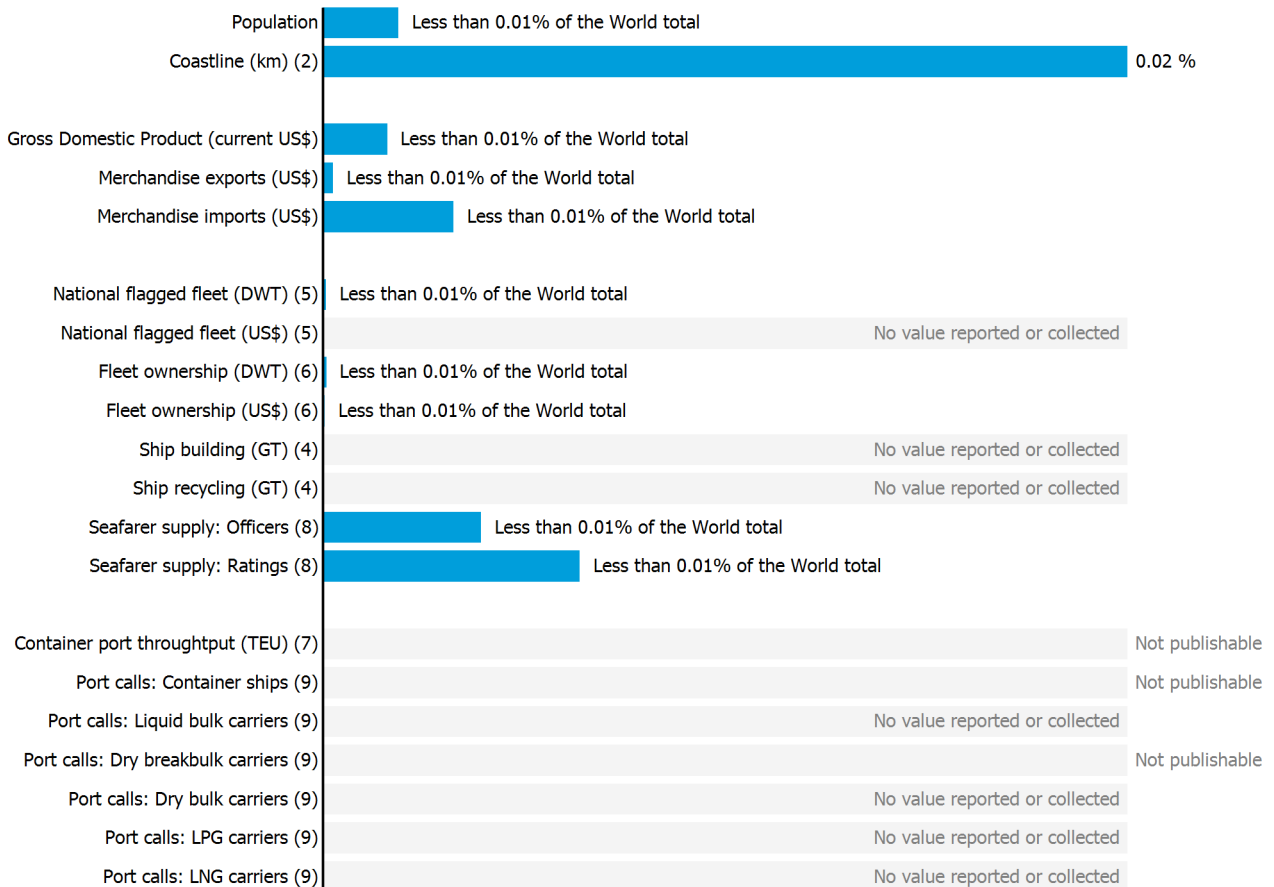 Population Less than 0.01% of the World total
Coastline (km) (2) 0.02 %
Gross Domestic Product (current US$) Less than 0.01% of the World total
Merchandise exports (US$) Less than 0.01% of the World total
Merchandise imports (US$) Less than 0.01% of the World total
National flagged fleet (DWT) (5) Less than 0.01% of the World total
National flagged fleet (US$) (5) No value reported or collected
Fleet ownership (DWT) (6) Less than 0.01% of the World total
Fleet ownership (US$) (6) Less than 0.01% of the World total
Ship building (GT) (4) No value reported or collected
Ship recycling (GT) (4) No value reported or collected
Seafarer supply: Officers (8) Less than 0.01% of the World total
Seafarer supply: Ratings (8) Less than 0.01% of the World total
Container port throughtput (TEU) (7) Not publishable
Port calls: Container ships (9) Not publishable
Port calls: Liquid bulk carriers (9) No value reported or collected
Port calls: Dry breakbulk carriers (9) Not publishable
Port calls: Dry bulk carriers (9) No value reported or collected
Port calls: LPG carriers (9) No value reported or collected
Port calls: LNG carriers (9) No value reported or collected